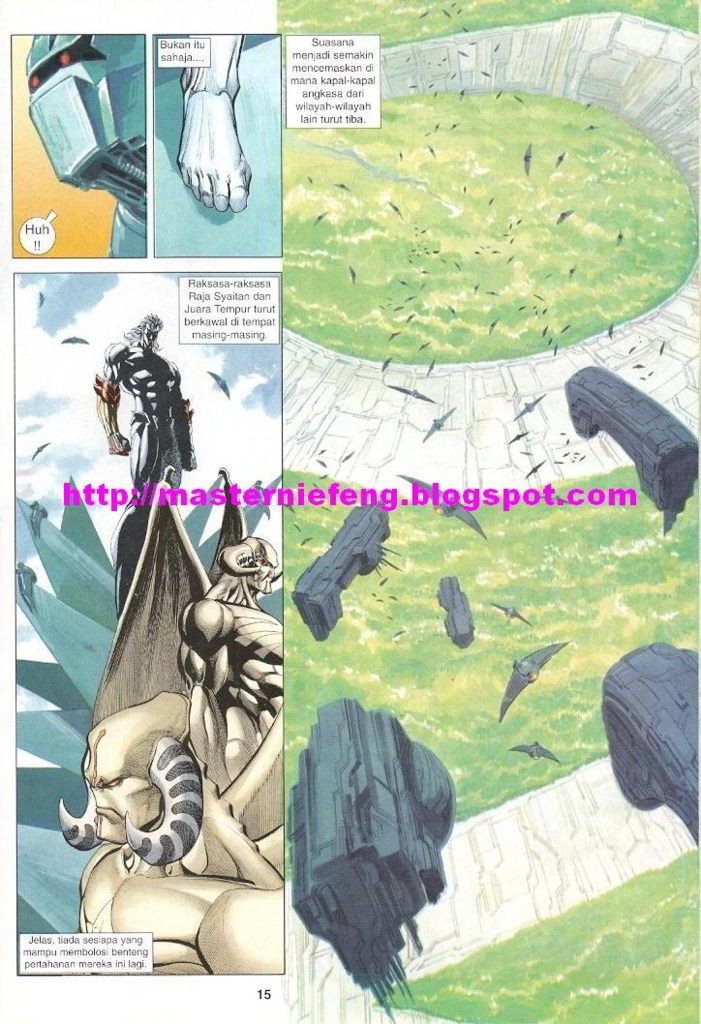 Bukan itu
sahaja....
Suasana
menjadi semakin
mencemaskan di
mana kapal-kapal
angkasa dari
wilayah-wilayah
lain turut tiba.
Huh
!!
Raksasa-raksasa
Raja Syaitan dan
Juara Tempur turut
berkawal di tempat
masing-masing.
http://masterniefeng.blogspot.com
Jelas, tiada sesiapa yang
mampu membolosi benteng
pertahanan mereka ini lagi.
15